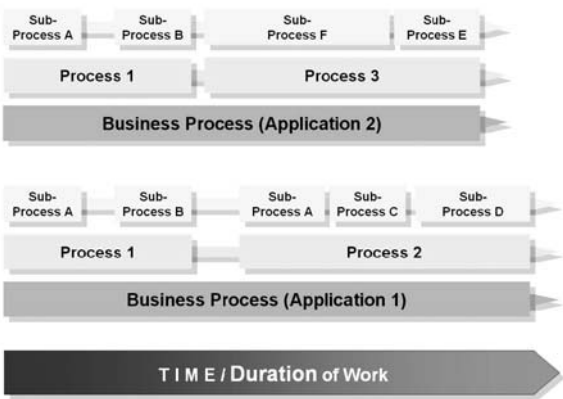 Sub-
Process A
Sub-
Process B
Sub-
Process F
Sub-
Process E
Process 1
Process 3
Business Process (Application 2)
Sub-
Process A
Sub-
Process B
Sub-
Process A
Sub-
Process C
Sub-
Process D
Process 1
Process 2
Business Process (Application 1)
T I M E / Duration of Work